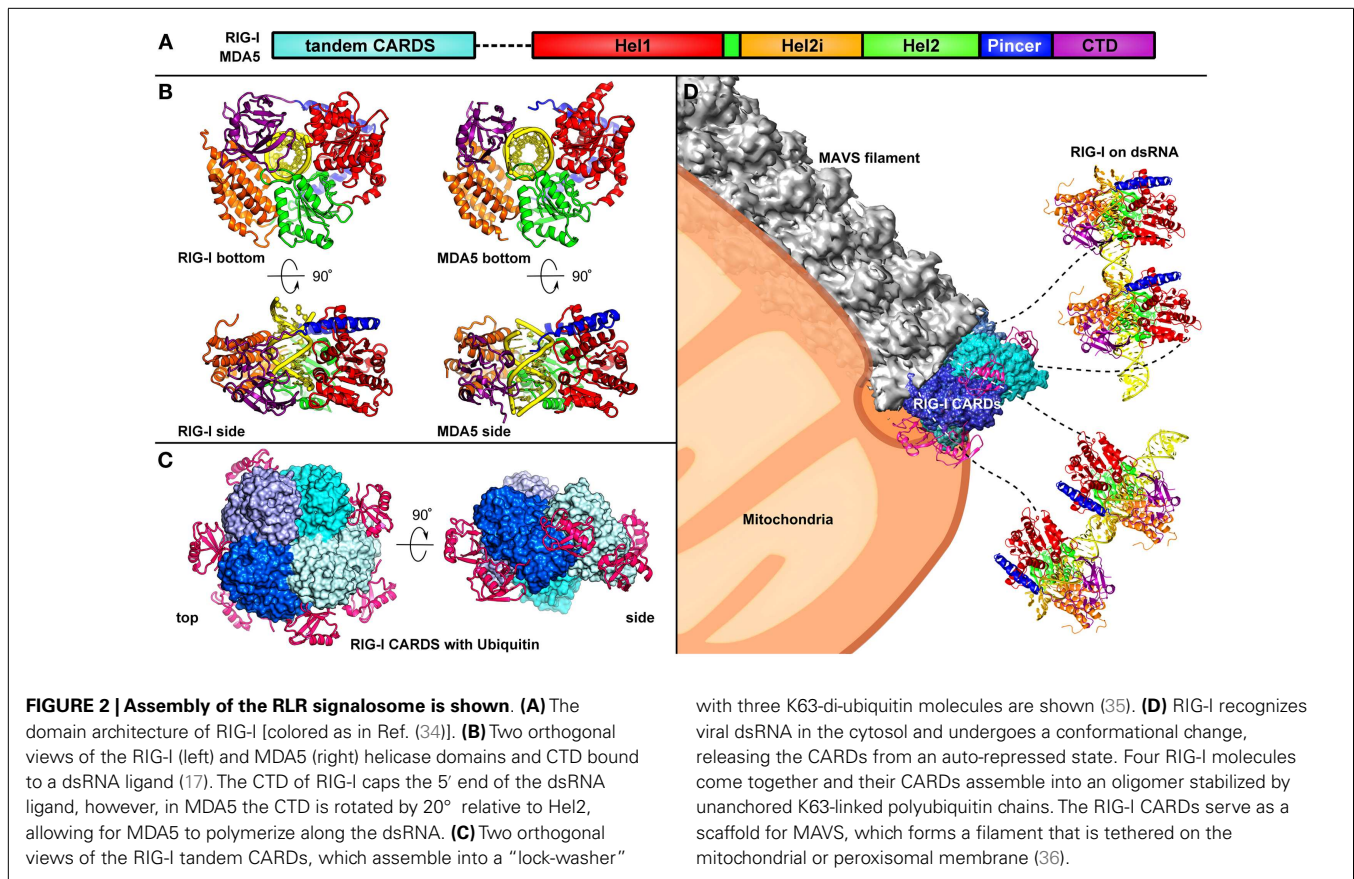 A
RIG-I
MDA5
tandem CARDS
Hel1
Hel2i
Hel2
Pincer
CTD
B
RIG-I bottom
90°
RIG-I side
MDA5 bottom
90°
MDA5 side
C
top
90°
side
RIG-I CARDS with Ubiquitin
D
MAVS filament
RIG-I on dsRNA
RIG-I CARDs
Mitochondria
FIGURE 2 | Assembly of the RLR signalosome is shown. (A) The
domain architecture of RIG-I [colored as in Ref. (34)]. (B) Two orthogonal
views of the RIG-I (left) and MDA5 (right) helicase domains and CTD bound
to a dsRNA ligand (17). The CTD of RIG-I caps the 5′ end of the dsRNA
ligand, however, in MDA5 the CTD is rotated by 20° relative to Hel2,
allowing for MDA5 to polymerize along the dsRNA. (C) Two orthogonal
views of the RIG-I tandem CARDs, which assemble into a “lock-washer”
with three K63-di-ubiquitin molecules are shown (35). (D) RIG-I recognizes
viral dsRNA in the cytosol and undergoes a conformational change,
releasing the CARDs from an auto-repressed state. Four RIG-I molecules
come together and their CARDs assemble into an oligomer stabilized by
unanchored K63-linked polyubiquitin chains. The RIG-I CARDs serve as a
scaffold for MAVS, which forms a filament that is tethered on the
mitochondrial or peroxisomal membrane (36).